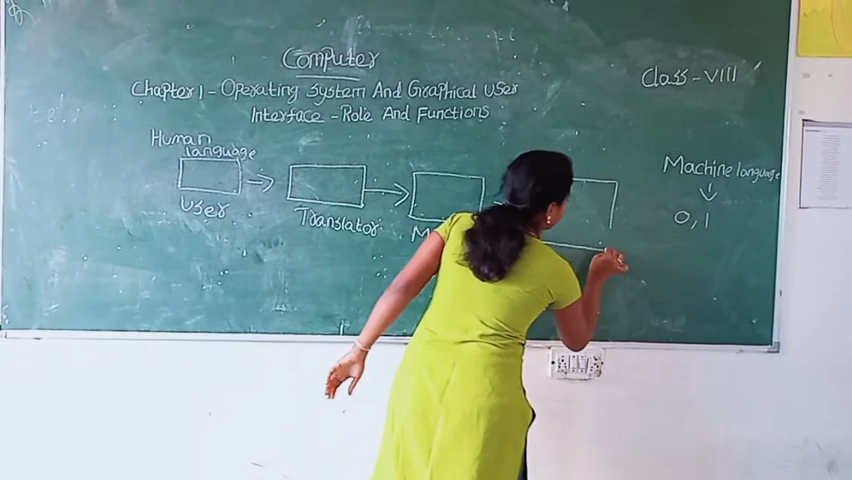 Computer
Class-VIII
Chapter 1 - Operating System And Graphical User
Interface - Role And Functions
Human
language
Machine language
User
Translator
0, 1